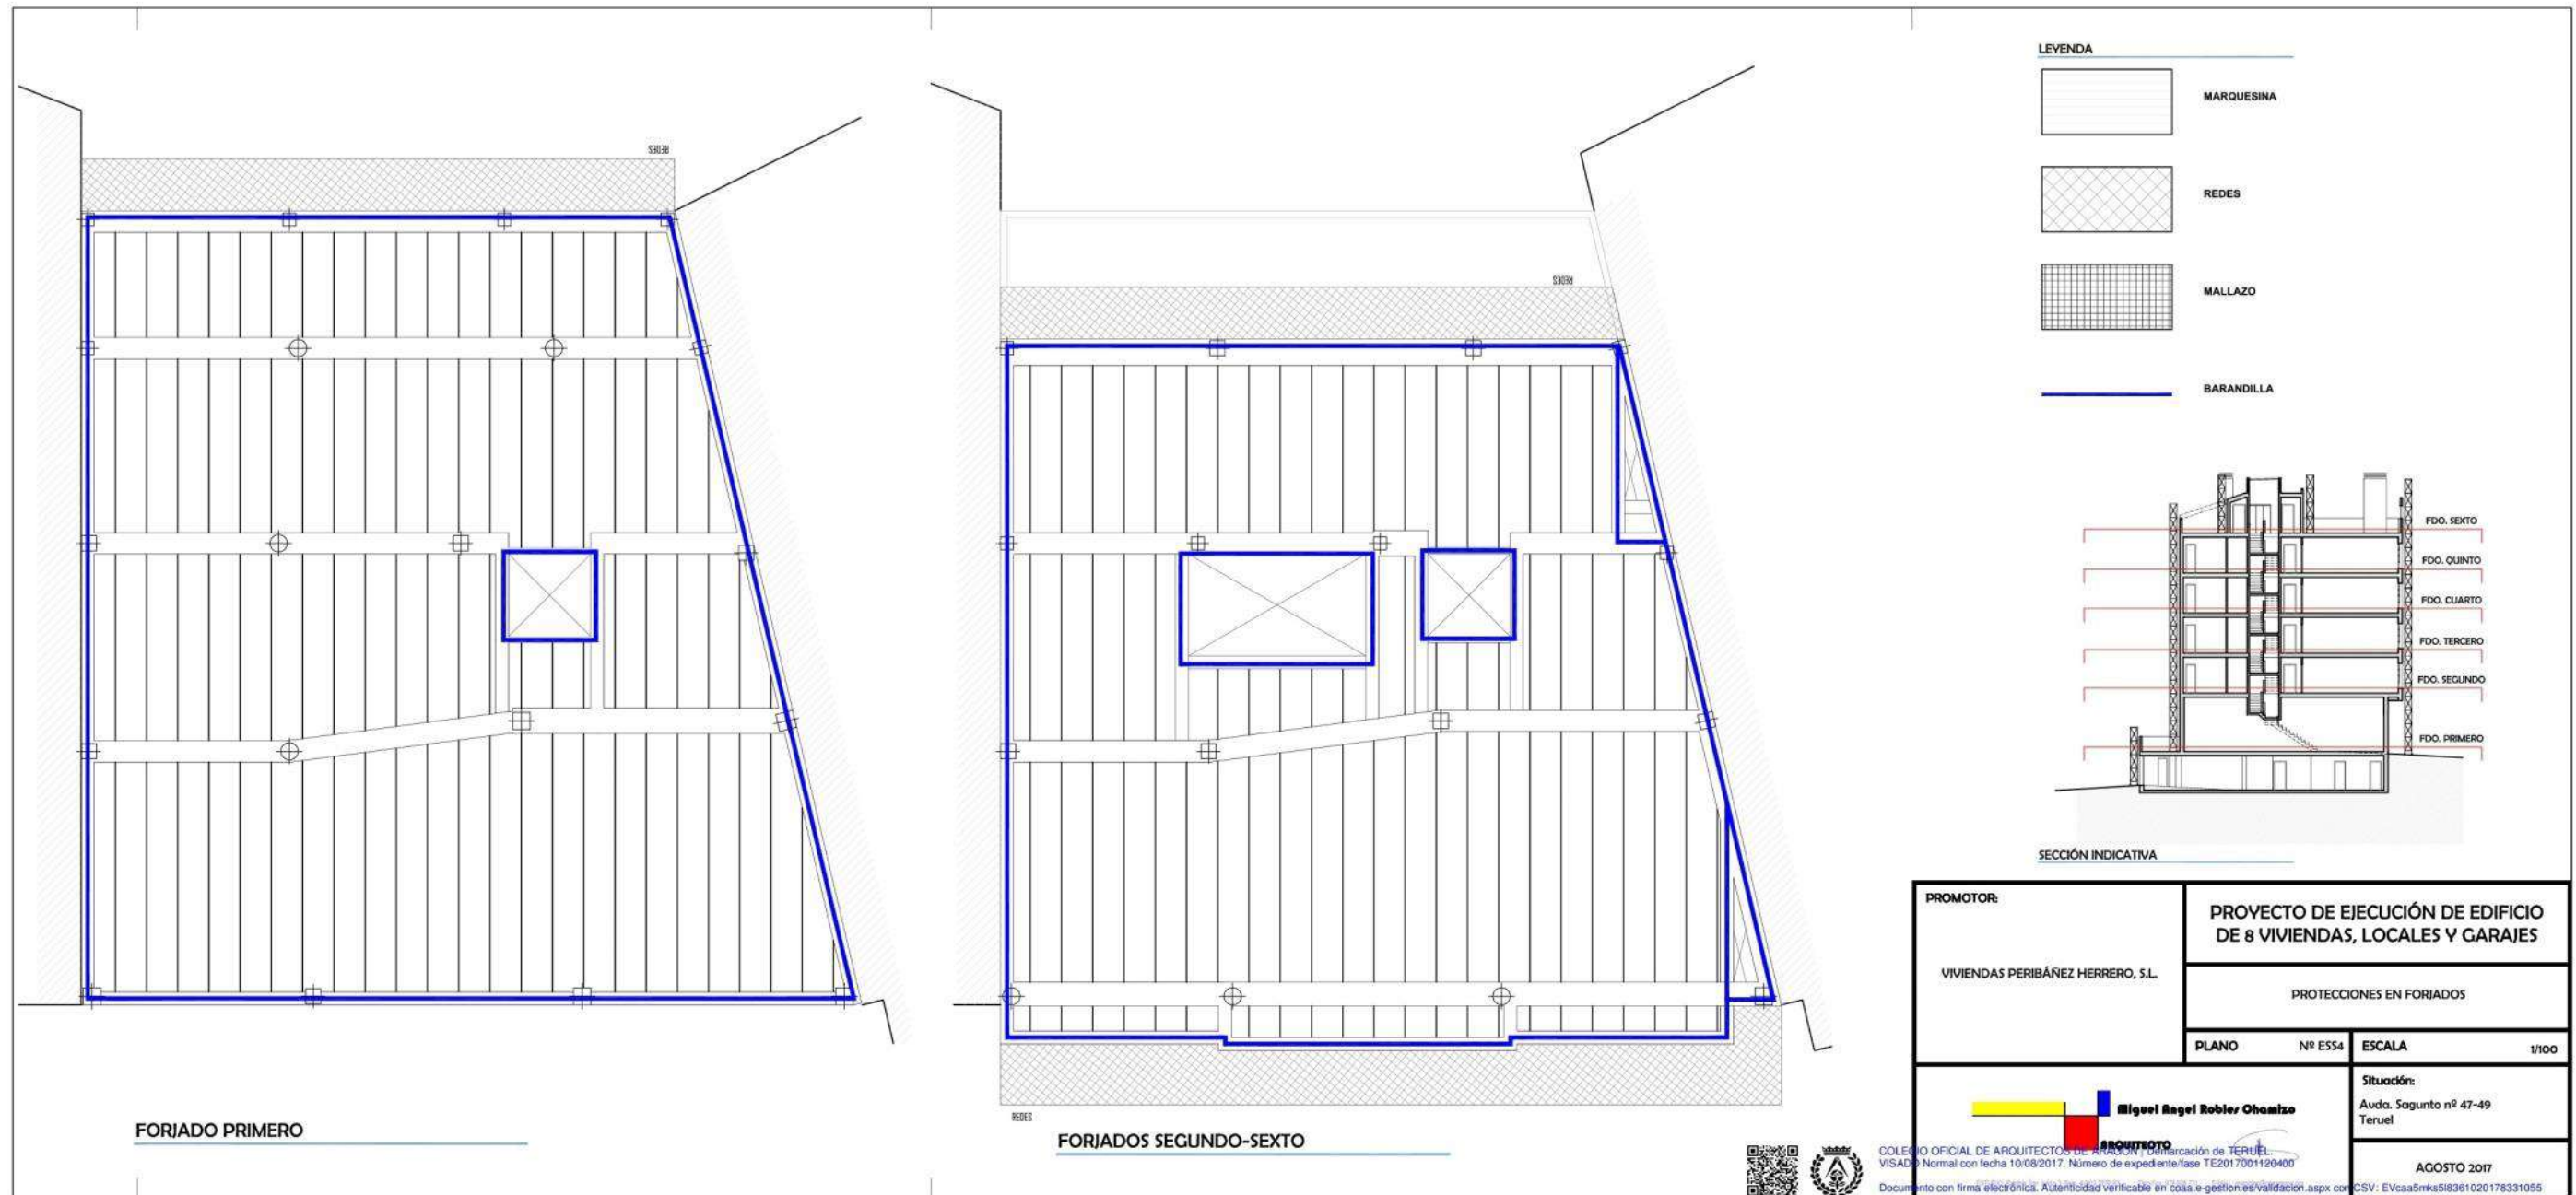 REDES
FORJADO PRIMERO
REDES
REDES
FORJADOS SEGUNDO-SEXTO
LEYENDA
MARQUESINA
REDES
MALLAZO
BARANDILLA
FDO. SEXTO
FDO. QUINTO
FDO. CUARTO
FDO. TERCERO
FDO. SEGUNDO
FDO. PRIMERO
SECCIÓN INDICATIVA
PROMOTOR:
VIVIENDAS PERIBÁÑEZ HERRERO, S.L.
PROYECTO DE EJECUCIÓN DE EDIFICIO
DE 8 VIVIENDAS, LOCALES Y GARAJES
PROTECCIONES EN FORJADOS
PLANO Nº ESS4 ESCALA 1/100
Miguel Angel Robles Chamizo
ARQUITECTO
Situación:
Avda. Sagunto nº 47-49
Teruel
AGOSTO 2017
COLEGIO OFICIAL DE ARQUITECTOS DE ARAGON | Demarcación de TERUEL.
VISADO Normal con fecha 10/08/2017. Número de expediente/fase TE2017001120400
Documento con firma electrónica. Autenticidad verificable en coaa.e-gestion.es/validacion.aspx con CSV: EVcaa5mks5l8361020178331055